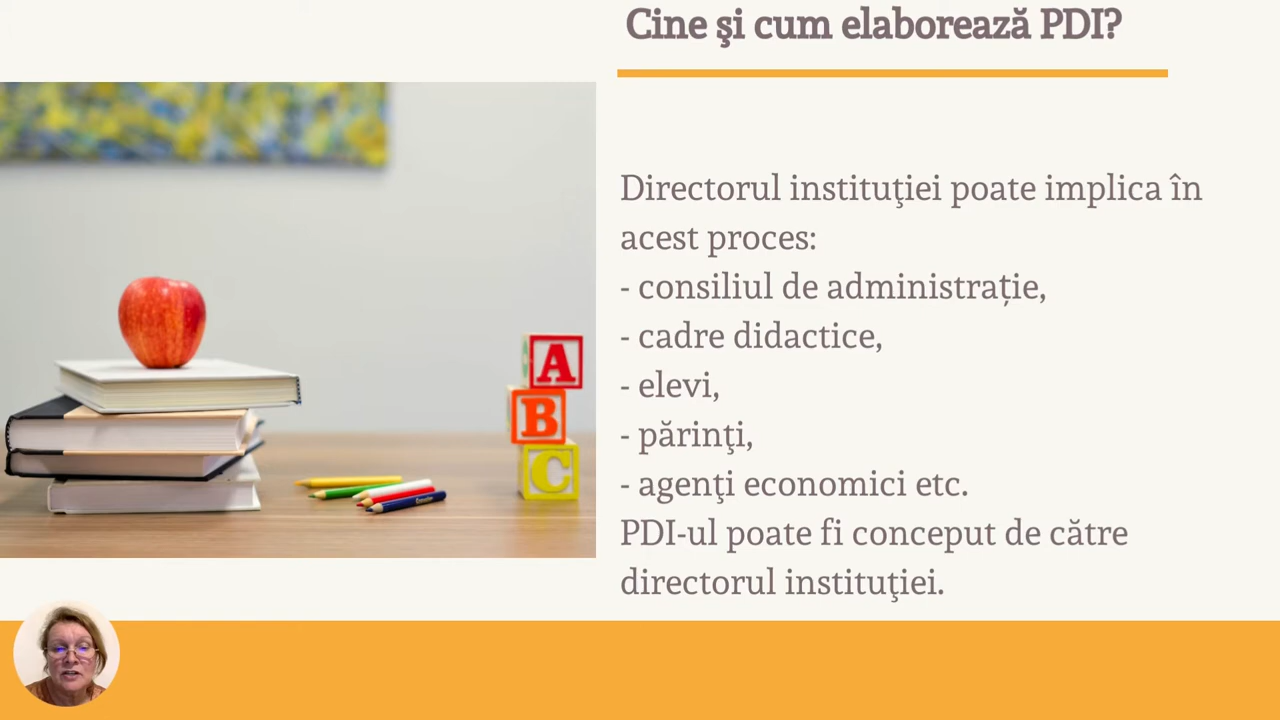 Cine şi cum elaborează PDI?
Directorul instituţiei poate implica în
acest proces:
- consiliul de administrație,
- cadre didactice,
- elevi,
- părinţi,
- agenţi economici etc.
PDI-ul poate fi conceput de către
directorul instituţiei.
A
B
C